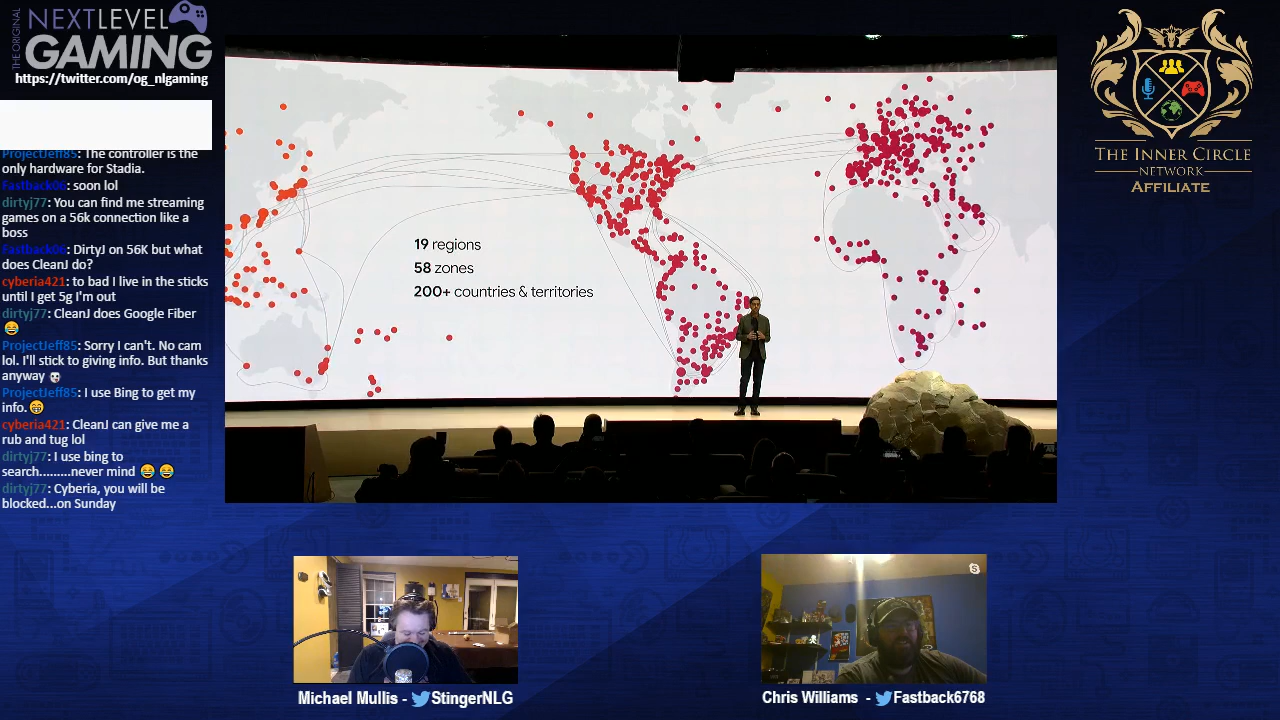 THE ORIGINAL
NEXTLEVEL
GAMING
https://twitter.com/og_nlgaming
ProjectJeff85: The controller is the
only hardware for Stadia.
Fastback06: soon lol
dirtyj77: You can find me streaming
games on a 56k connection like a
boss
Fastback06: DirtyJ on 56K but what
does CleanJ do?
cyberia421: to bad I live in the sticks
until I get 5g I'm out
dirtyj77: CleanJ does Google Fiber
😂
ProjectJeff85: Sorry I can't. No cam
lol. I'll stick to giving info. But thanks
anyway
ProjectJeff85: I use Bing to get my
info. 😁
cyberia421: CleanJ can give me a
rub and tug lol
dirtyj77: I use bing to
search.........never mind 😂 😂
dirtyj77: Cyberia, you will be
blocked...on Sunday
19 regions
58 zones
200+ countries & territories
THE INNER CIRCLE
NETWORK
AFFILIATE
Michael Mullis - StingerNLG
Chris Williams - Fastback6768